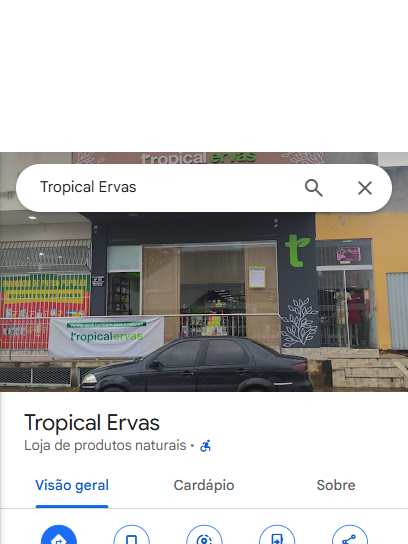 tropical ervas
Tropical Ervas
t
tropicalervas
Tropical Ervas
Loja de produtos naturais ·
Visão geral
Cardápio
Sobre